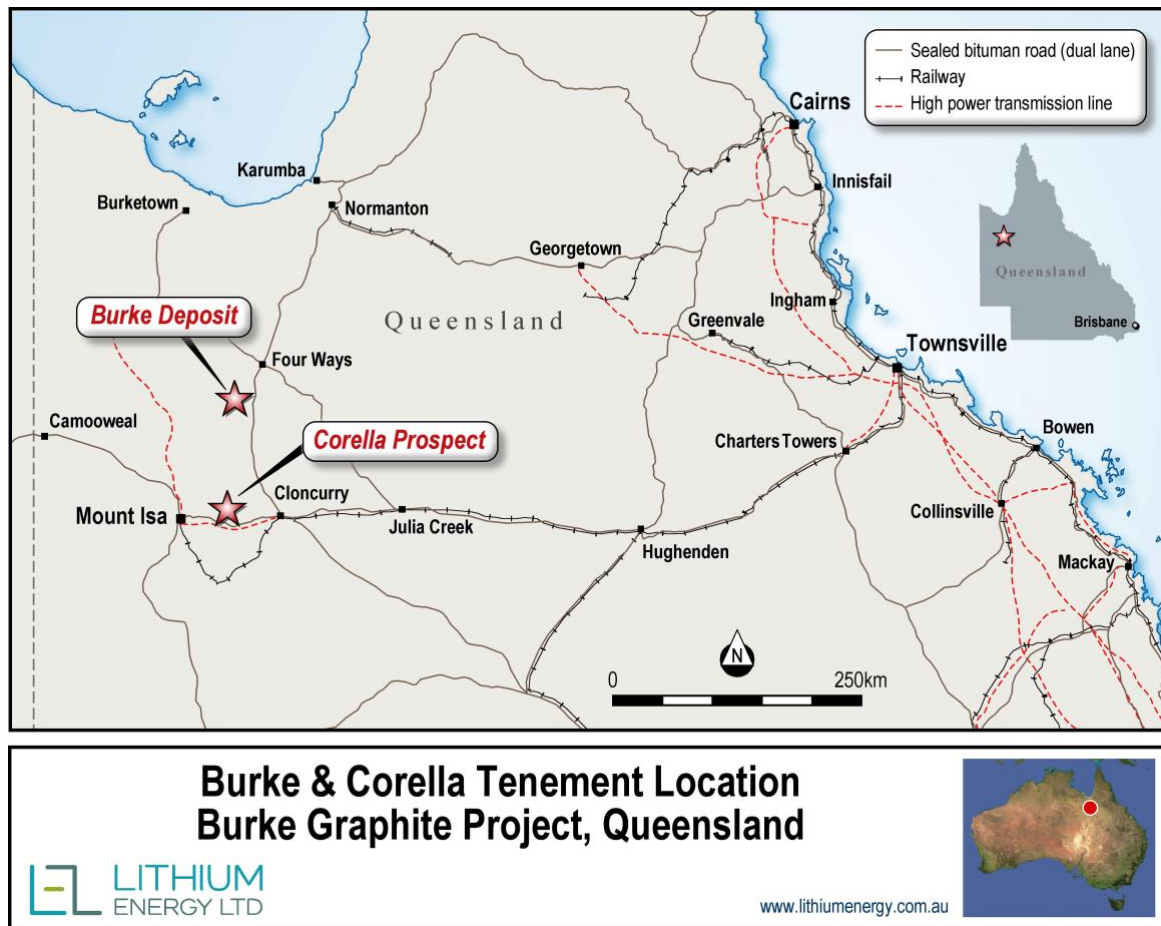 Sealed bituman road (dual lane)
Railway
High power transmission line
Cairns
Karumba
Innisfail
Burketown
Normanton
Georgetown
Queensland
Ingham
Burke Deposit
Queensland
Greenvale
Brisbane
Townsville
Four Ways
Camooweal
Corella Prospect
Charters Towers
Bowen
Cloncurry
Mount Isa
Julia Creek
Collinsville
Hughenden
Mackay
N
0 250km
Burke & Corella Tenement Location
Burke Graphite Project, Queensland
LEL LITHIUM
ENERGY LTD
www.lithiumenergy.com.au